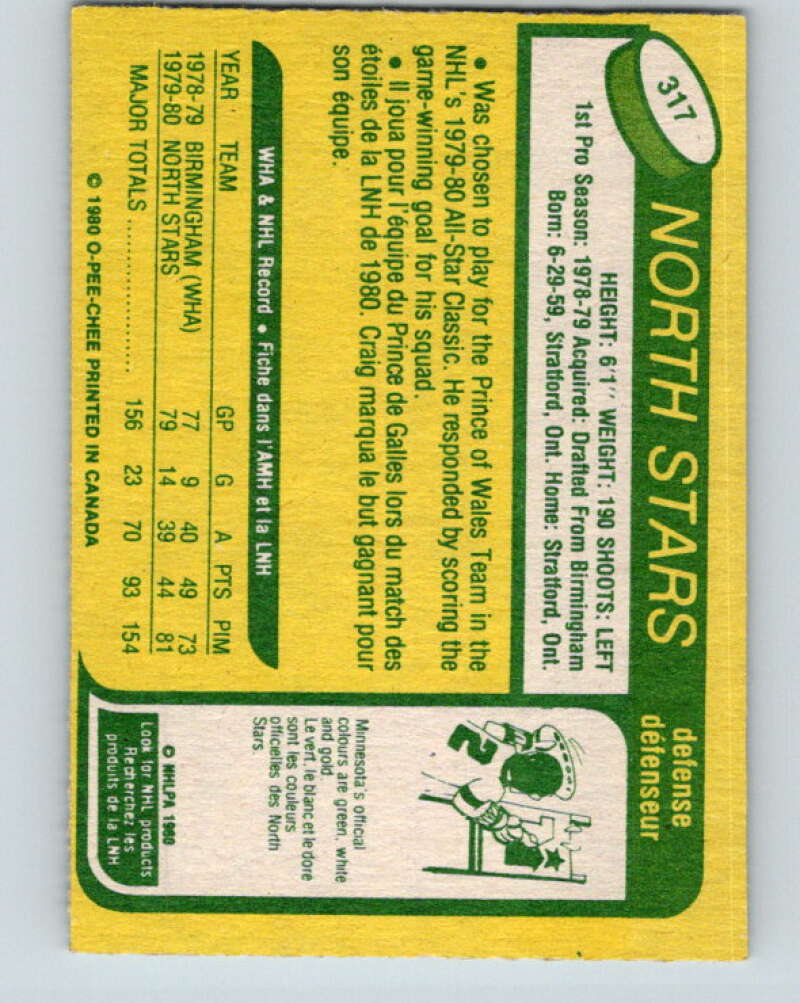 317
NORTH STARS
defense
défenseur
HEIGHT: 6'1" WEIGHT: 190 SHOOTS: LEFT
1st Pro Season: 1978-79 Acquired: Drafted From Birmingham
Born: 6-29-59, Stratford, Ont. Home: Stratford, Ont.
• Was chosen to play for the Prince of Wales Team in the
NHL's 1979-80 All-Star Classic. He responded by scoring the
game-winning goal for his squad.
• Il joua pour l'équipe du Prince de Galles lors du match des
étoiles de la LNH de 1980. Craig marqua le but gagnant pour
son équipe.
WHA & NHL Record • Fiche dans l'AMH et la LNH
YEAR TEAM GP G A PTS PIM
1978-79 BIRMINGHAM (WHA) 77 9 40 49 73
1979-80 NORTH STARS 79 14 39 44 81
MAJOR TOTALS .................... 156 23 70 93 154
© 1980 O-PEE-CHEE PRINTED IN CANADA
2
Minnesota's official
colours are green, white
and gold.
Le vert, le blanc et le doré
sont les couleurs
officielles des North
Stars.
© NHLPA 1980
Look for NHL products
Recherchez les
produits de la LNH